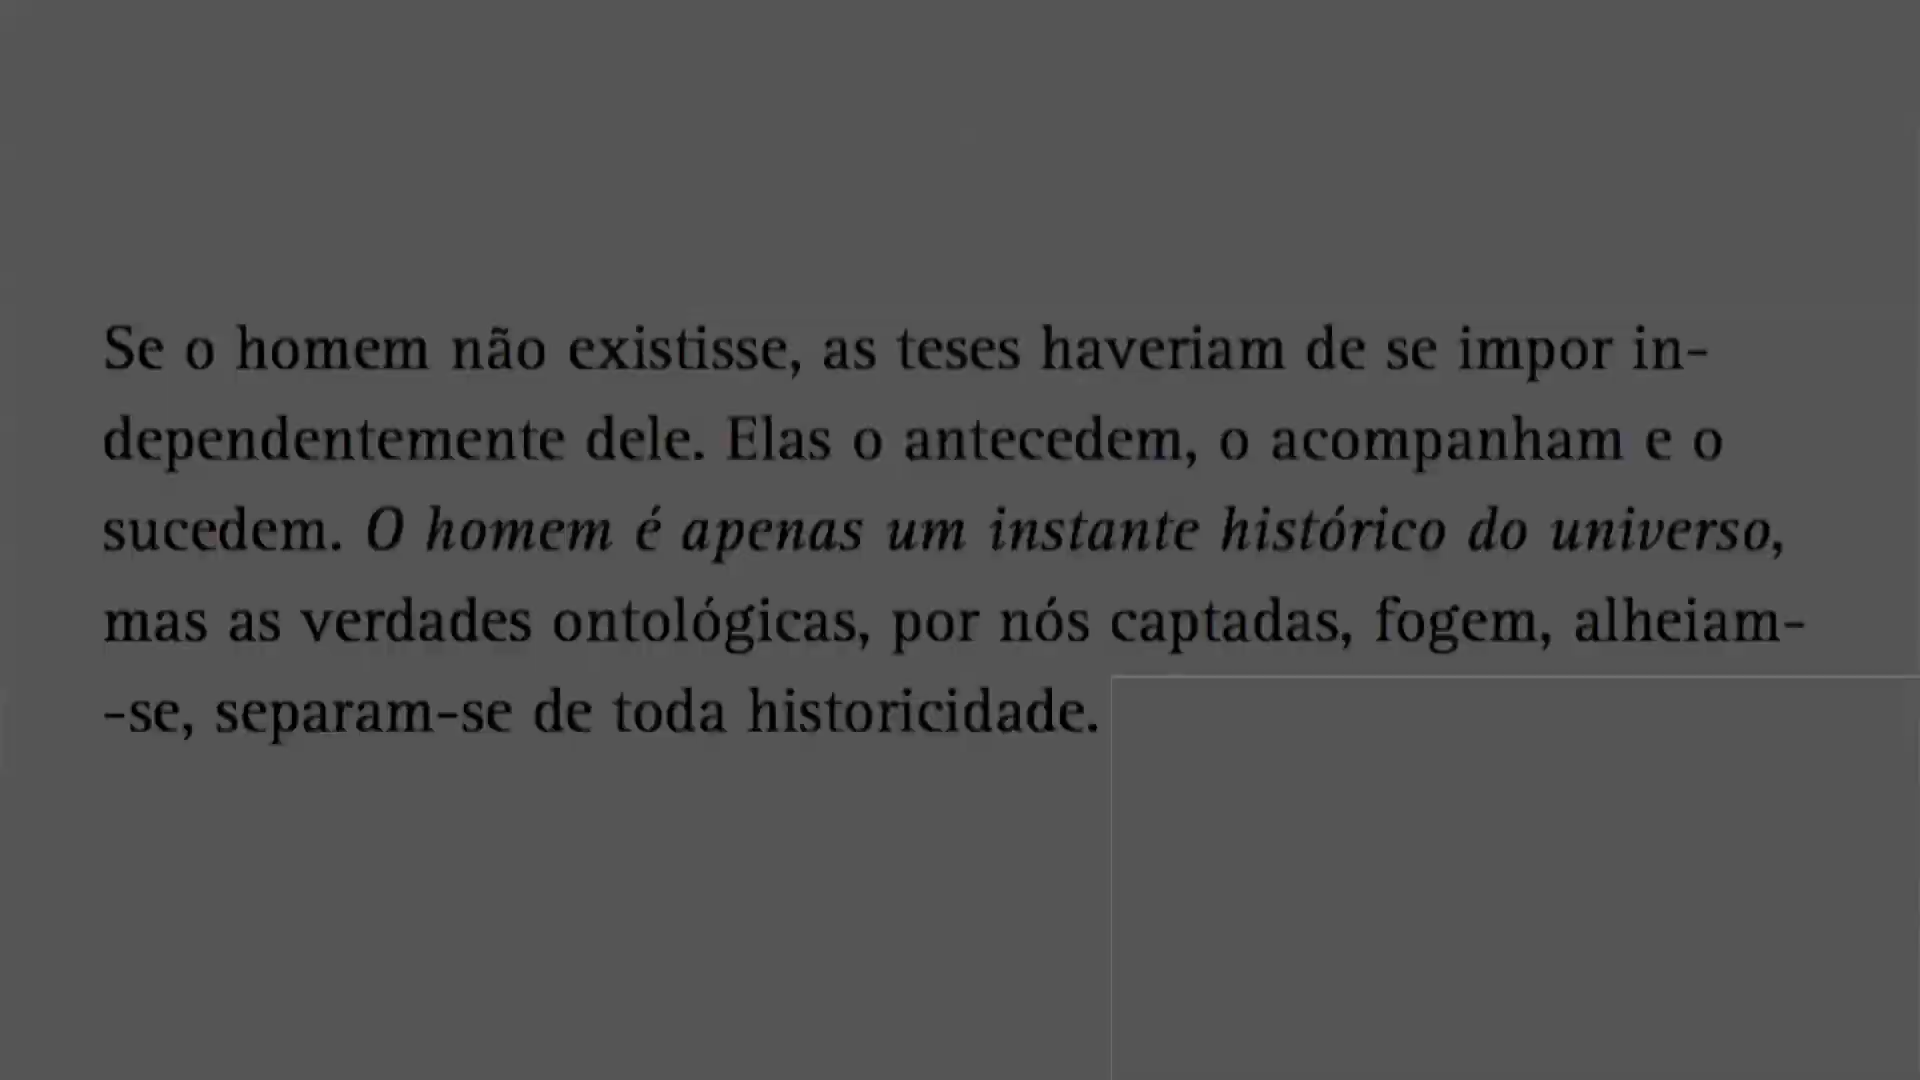 Se o homem não existisse, as teses haveriam de se impor in-
dependentemente dele. Elas o antecedem, o acompanham e o
sucedem. O homem é apenas um instante histórico do universo,
mas as verdades ontológicas, por nós captadas, fogem, alheiam-
-se, separam-se de toda historicidade.